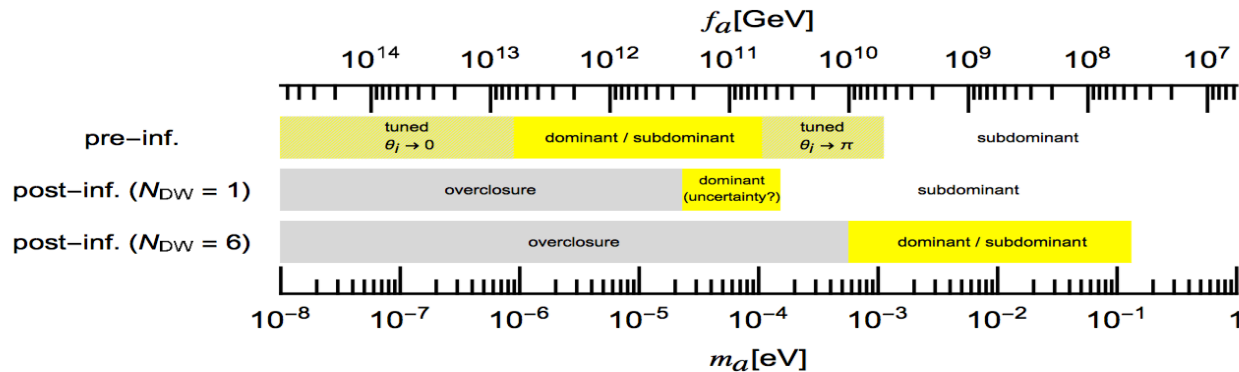 f_a[GeV]
10^14 10^13 10^12 10^11 10^10 10^9 10^8 10^7
pre−inf.
tuned
θ_i → 0
dominant / subdominant
tuned
θ_i → π
subdominant
post−inf. (N_DW = 1)
overclosure
dominant
(uncertainty?)
subdominant
post−inf. (N_DW = 6)
overclosure
dominant / subdominant
10^−8 10^−7 10^−6 10^−5 10^−4 10^−3 10^−2 10^−1 1
m_a[eV]